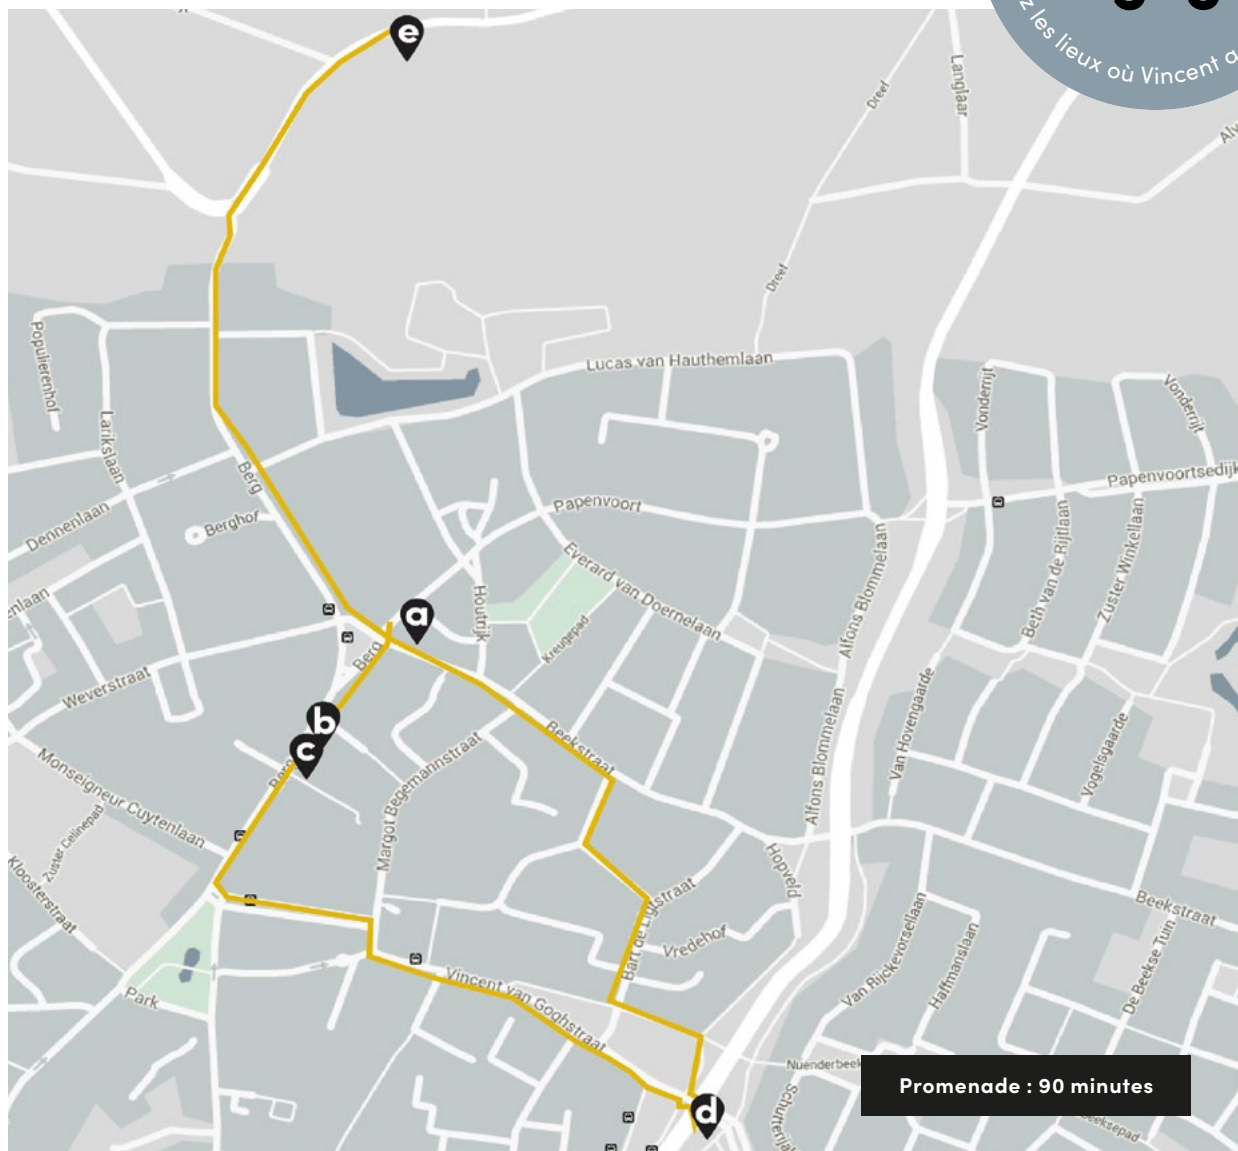 z les lieux où Vincent a
e
Langlaar
Dreef
Dreef
Populierenhof
Larikslaan
Lucas van Hauthemlaan
Vonderrijt
Vonderrijt
Papenvoortsedijk
Berg
Dennenlaan
Berghof
Papenvoort
Everard van Doernelaan
Houtrijk
Kreugepad
Alfons Blommelaan
Beth van de Rijtlaan
Zuster Winkellaan
a
Berg
Weverstraat
b
c
Beekstraat
Margot Begemannstraat
Alfons Blommelaan
Van Hovengaarde
Vogelsgaarde
Monseigneur Cuytenlaan
Zuster Celinepad
Kloosterstraat
Hopveld
Bart de Ligtstraat
Vredehof
Beekstraat
Van Rijckevorsellaan
Haffmanslaan
De Beekse Tuin
Park
Vincent van Goghstraat
d
Promenade : 90 minutes